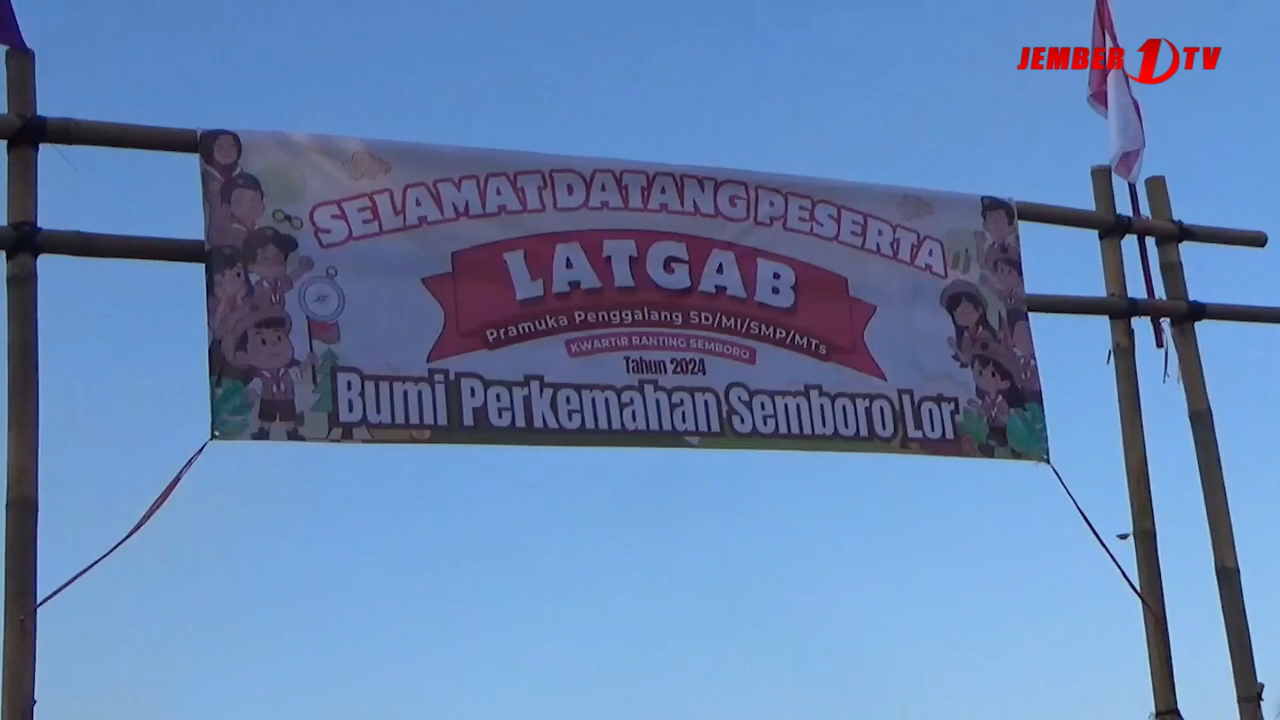 JEMBER 1 TV
SELAMAT DATANG PESERTA
LATGAB
Pramuka Penggalang SD/MI/SMP/MTs
KWARTIR RANTING SEMBORO
Tahun 2024
Bumi Perkemahan Semboro Lor